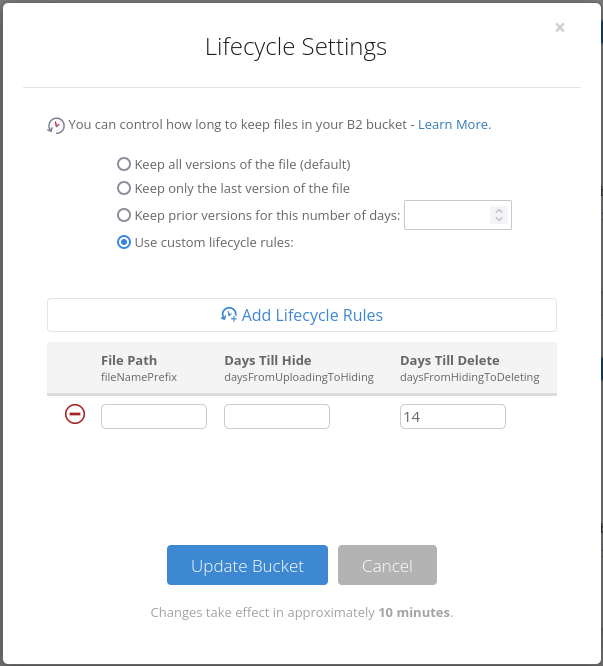 ×
Lifecycle Settings
You can control how long to keep files in your B2 bucket - Learn More.
Keep all versions of the file (default)
Keep only the last version of the file
Keep prior versions for this number of days:
Use custom lifecycle rules:
Add Lifecycle Rules
File Path Days Till Hide Days Till Delete
fileNamePrefix daysFromUploadingToHiding daysFromHidingToDeleting
14
Update Bucket Cancel
Changes take effect in approximately 10 minutes.